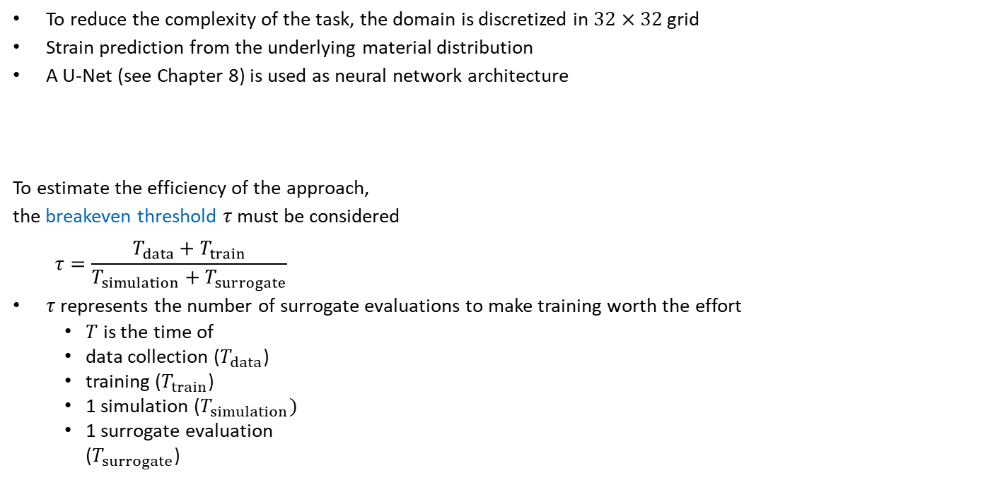 • To reduce the complexity of the task, the domain is discretized in 32 × 32 grid
• Strain prediction from the underlying material distribution
• A U-Net (see Chapter 8) is used as neural network architecture
To estimate the efficiency of the approach,
the breakeven threshold τ must be considered
τ = (T_data + T_train) / (T_simulation + T_surrogate)
• τ represents the number of surrogate evaluations to make training worth the effort
• T is the time of
• data collection (T_data)
• training (T_train)
• 1 simulation (T_simulation)
• 1 surrogate evaluation
(T_surrogate)